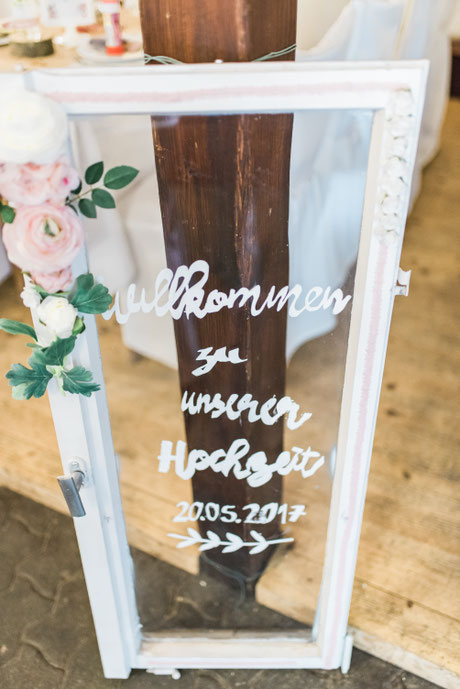 Willkommen
zu
unserer
Hochzeit
20.05.2017